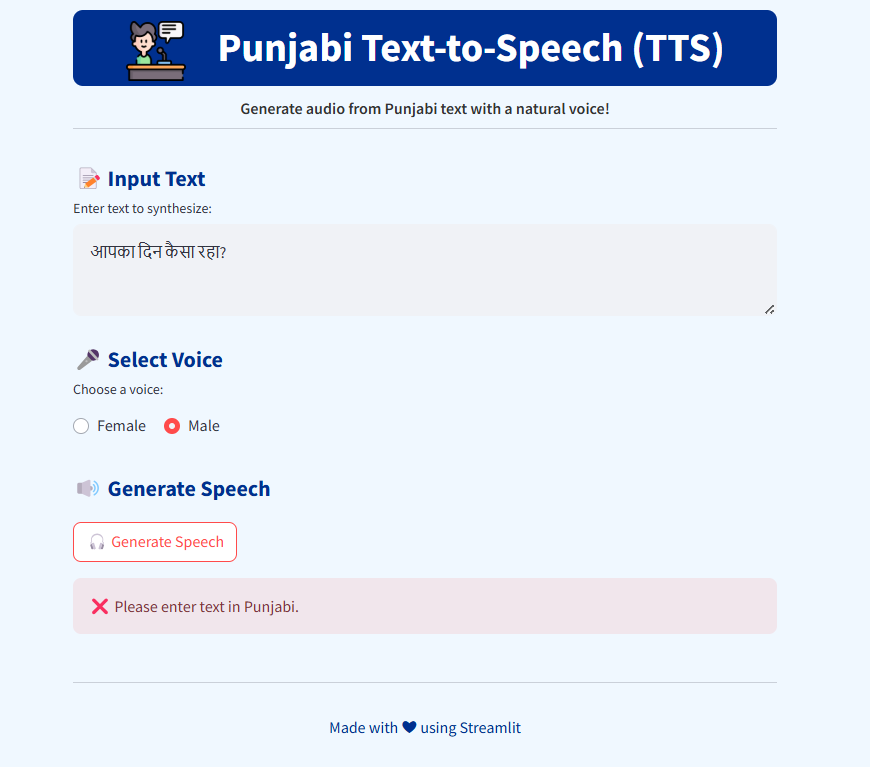 Punjabi Text-to-Speech (TTS)
Generate audio from Punjabi text with a natural voice!
Input Text
Enter text to synthesize:
आपका दिन कैसा रहा?
Select Voice
Choose a voice:
Female Male
Generate Speech
Generate Speech
Please enter text in Punjabi.
Made with ♥ using Streamlit